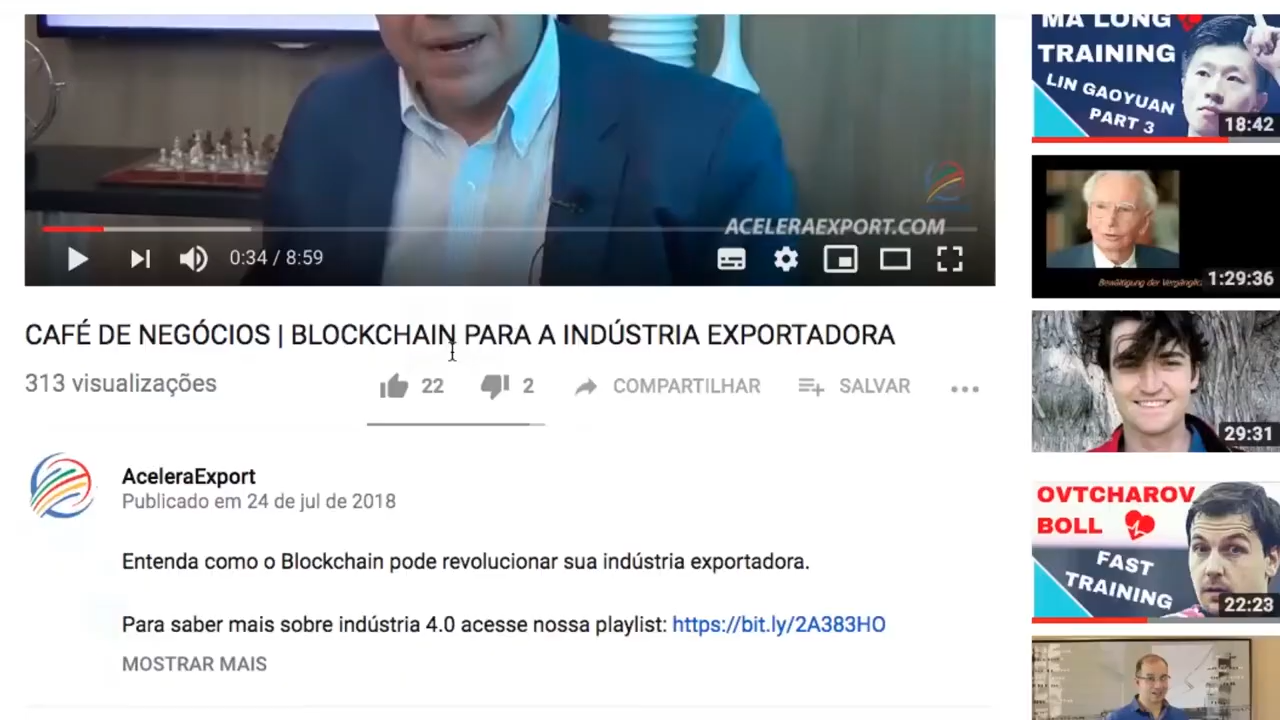 ACELERAEXPORT.COM
0:34 / 8:59
CAFÉ DE NEGÓCIOS | BLOCKCHAIN PARA A INDÚSTRIA EXPORTADORA
313 visualizações
22
2
COMPARTILHAR
SALVAR
AceleraExport
Publicado em 24 de jul de 2018
Entenda como o Blockchain pode revolucionar sua indústria exportadora.
Para saber mais sobre indústria 4.0 acesse nossa playlist: https://bit.ly/2A383HO
MOSTRAR MAIS
MA LONG
TRAINING
LIN GAOYUAN
PART 3
18:42
Bewältigung der
1:29:36
29:31
OVTCHAROV
BOLL
FAST
TRAINING
22:23